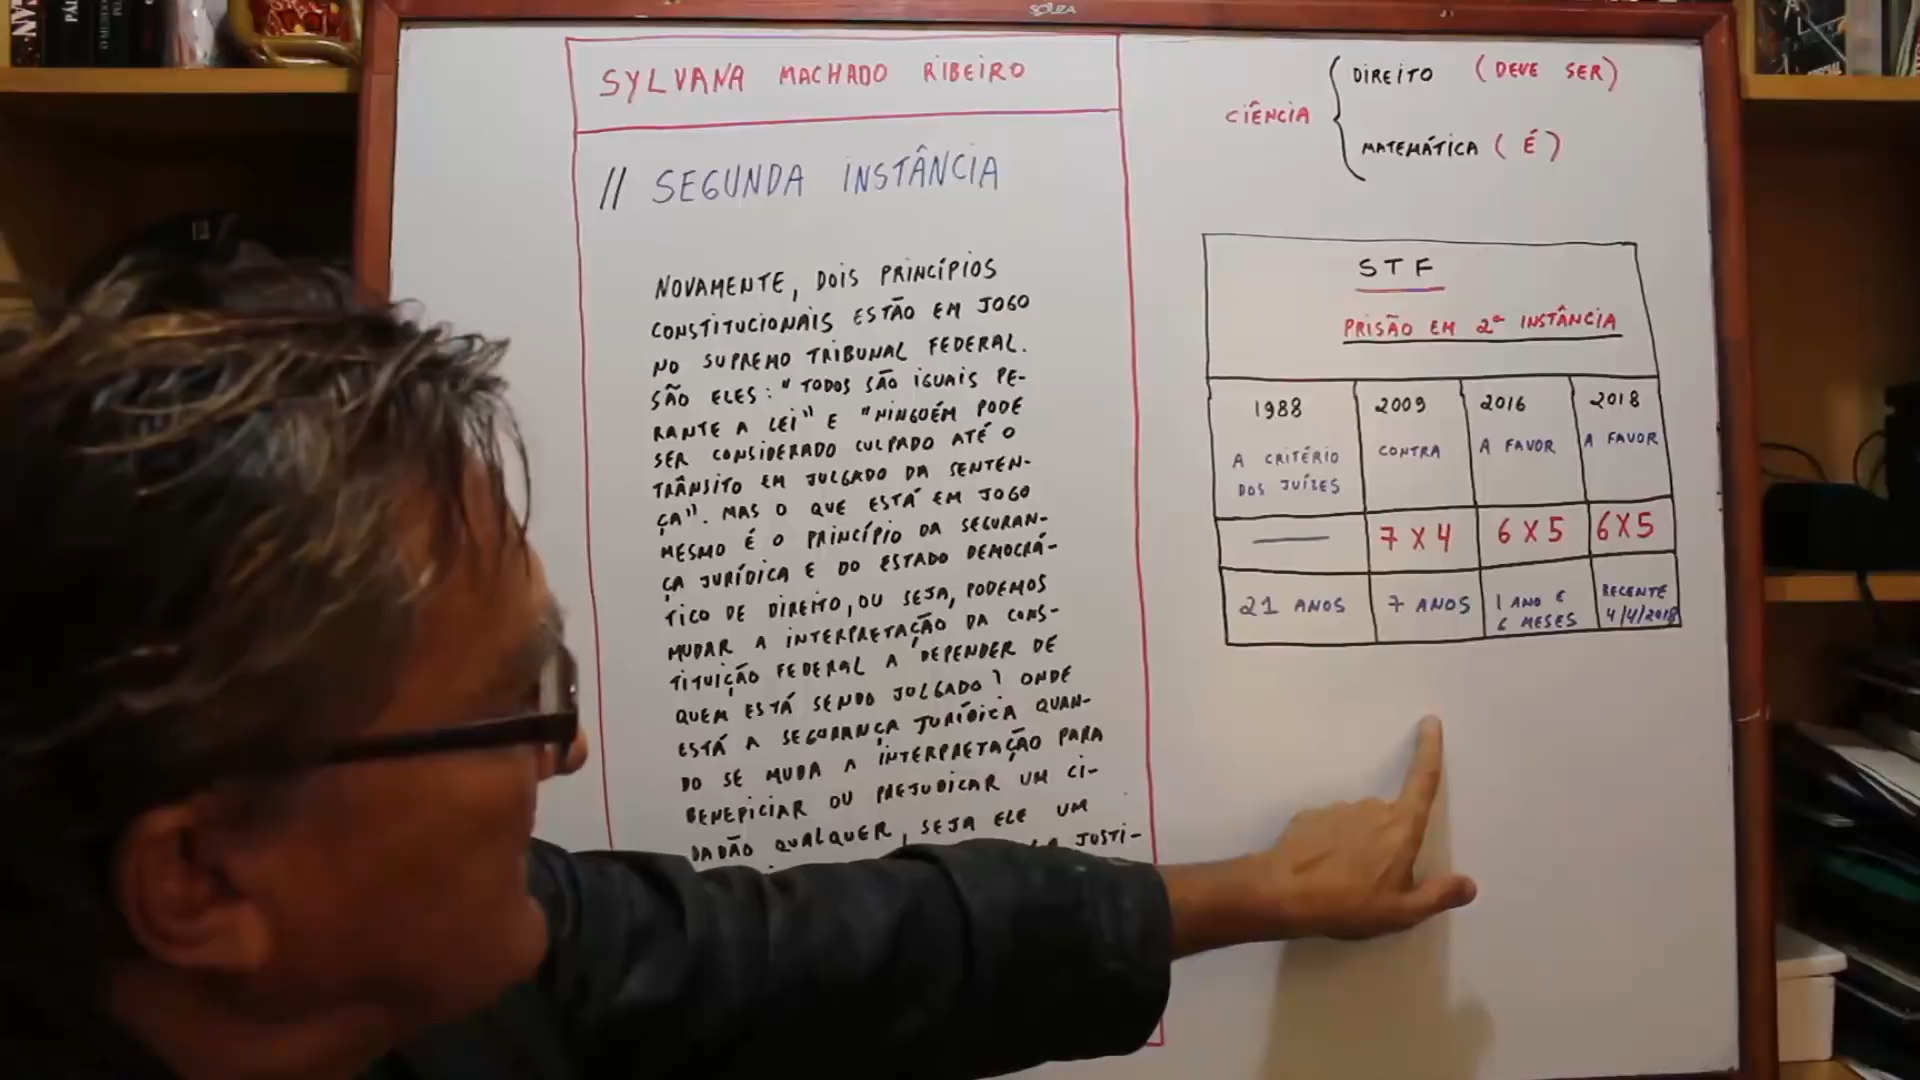 SOUZA
SYLVANA MACHADO RIBEIRO
// SEGUNDA INSTÂNCIA
NOVAMENTE, DOIS PRINCÍPIOS
CONSTITUCIONAIS ESTÃO EM JOGO
NO SUPREMO TRIBUNAL FEDERAL.
SÃO ELES: "TODOS SÃO IGUAIS PE-
RANTE A LEI" E "NINGUÉM PODE
SER CONSIDERADO CULPADO ATÉ O
TRÂNSITO EM JULGADO DA SENTEN-
ÇA". MAS O QUE ESTÁ EM JOGO
MESMO É O PRINCÍPIO DA SEGURAN-
ÇA JURÍDICA E DO ESTADO DEMOCRÁ-
TICO DE DIREITO, OU SEJA, PODEMOS
MUDAR A INTERPRETAÇÃO DA CONS-
TITUIÇÃO FEDERAL A DEPENDER DE
QUEM ESTÁ SENDO JULGADO? ONDE
ESTÁ A SEGURANÇA JURÍDICA QUAN-
DO SE MUDA A INTERPRETAÇÃO PARA
BENEFICIAR OU PREJUDICAR UM CI-
DADÃO QUALQUER, SEJA ELE UM
JUSTI-
CIÊNCIA
DIREITO (DEVE SER)
MATEMÁTICA (É)
STF
PRISÃO EM 2ª INSTÂNCIA
1988 2009 2016 2018
A CRITÉRIO DOS JUÍZES CONTRA A FAVOR A FAVOR
7 X 4 6 X 5 6 X 5
21 ANOS 7 ANOS 1 ANO E 6 MESES RECENTE 4/4/2018